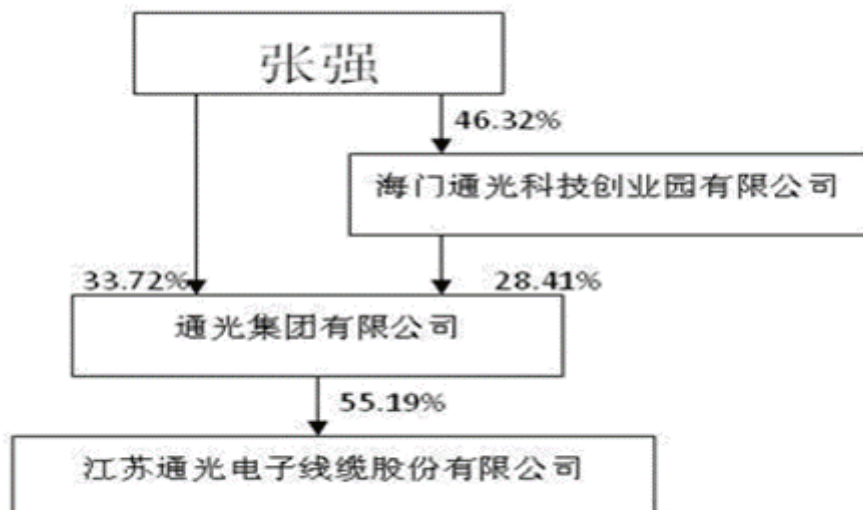 张强
46.32%
海门通光科技创业园有限公司
33.72%
28.41%
通光集团有限公司
55.19%
江苏通光电子线缆股份有限公司